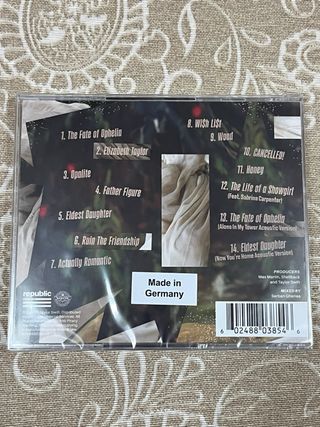 1. The Fate of Ophelia
2. Elizabeth Taylor
3. Opalite
4. Father Figure
5. Eldest Daughter
6. Ruin The Friendship
7. Actually Romantic
8. Wi$h Li$t
9. Wood
10. CANCELLED!
11. Honey
12. The Life of a Showgirl
(Feat. Sabrina Carpenter)
13. The Fate of Ophelia
(Alone In My Tower Acoustic Version)
14. Eldest Daughter
(Now You're Home Acoustic Version)
Made in
Germany
republic
PRODUCERS
Max Martin, Shellback
and Taylor Swift
MIXED BY
Serban Ghenea
6 02488 03854 6